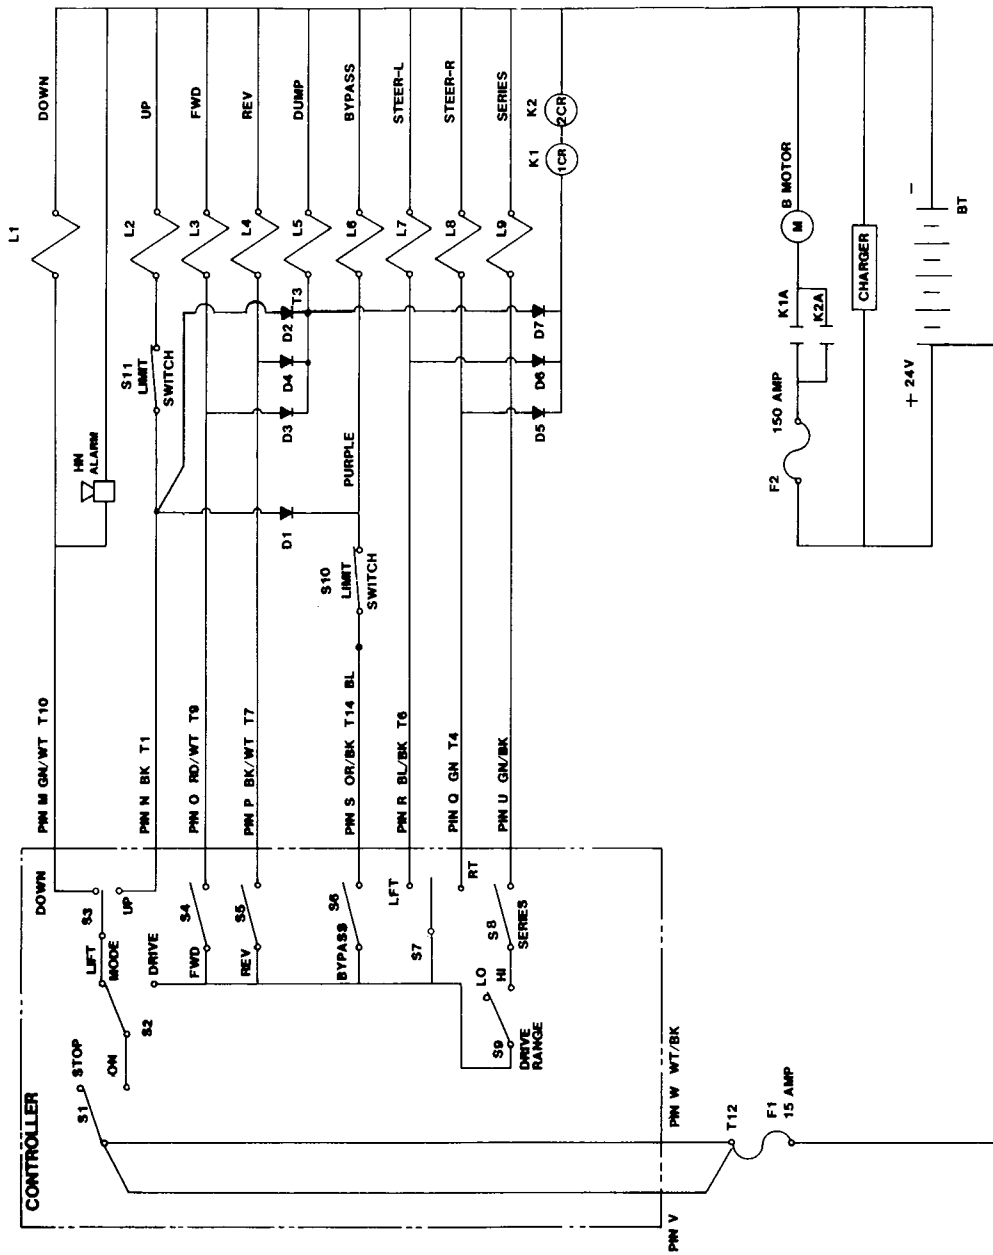 CONTROLLER
S1
STOP
ON
S2
LIFT
MODE
DRIVE
S3
DOWN
UP
FWD
S4
REV
S5
BYPASS
S6
S7
LFT
RT
S9
DRIVE
RANGE
LO
HI
S8
SERIES
PIN V
PIN W WT/BK
T12
F1
15 AMP
PIN M GN/WT T10
PIN N BK T1
PIN O RD/WT T9
PIN P BK/WT T7
PIN S OR/BK T14 BL
PIN R BL/BK T6
PIN Q GN T4
PIN U GN/BK
HN
ALARM
S11
LIMIT
SWITCH
S10
LIMIT
SWITCH
PURPLE
D1
D3
D4
D2
T3
D5
D6
D7
L1
L2
L3
L4
L5
L6
L7
L8
L9
DOWN
UP
FWD
REV
DUMP
BYPASS
STEER-L
STEER-R
SERIES
K1
1CR
K2
2CR
F2
150 AMP
K1A
K2A
M
B MOTOR
CHARGER
+ 24V
-
BT